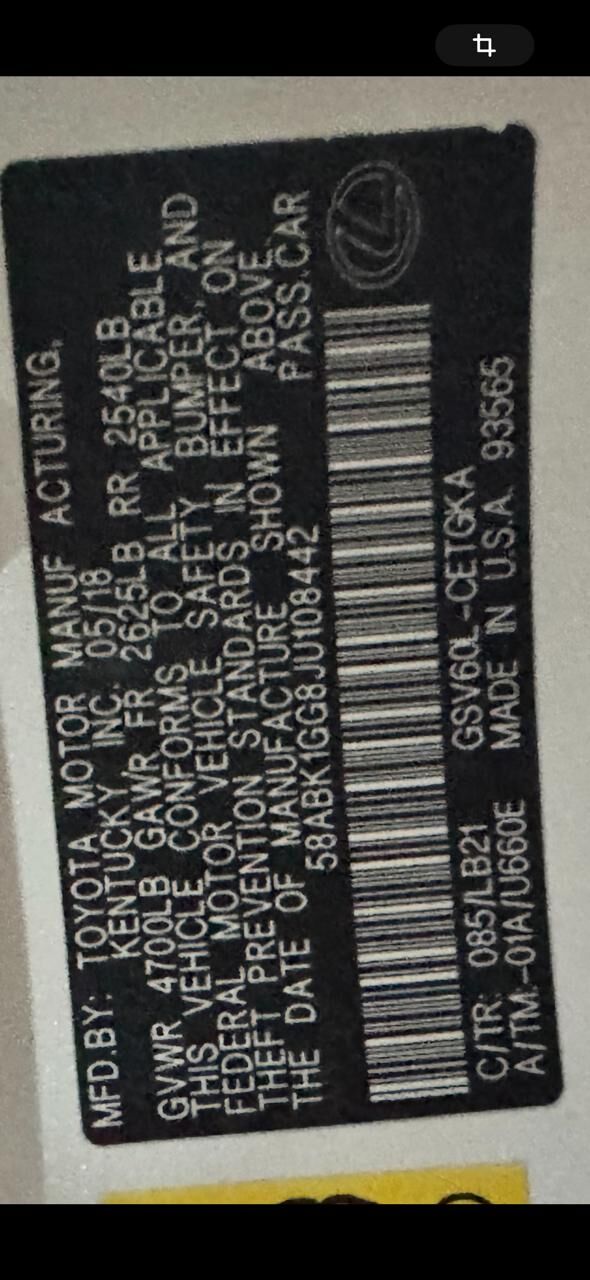 MFD.BY: TOYOTA MOTOR MANUF ACTURING,
KENTUCKY INC. 05/18
GVWR 4700LB GAWR FR 2625LB RR 2540LB
THIS VEHICLE CONFORMS TO ALL APPLICABLE
FEDERAL MOTOR VEHICLE SAFETY, BUMPER, AND
THEFT PREVENTION STANDARDS IN EFFECT ON
THE DATE OF MANUFACTURE SHOWN ABOVE.
58ABK1GG8JU108442 PASS.CAR
C/TR: 085/LB21 GSV60L-CETGKA
A/TM:-01A/U660E MADE IN U.S.A. 93565